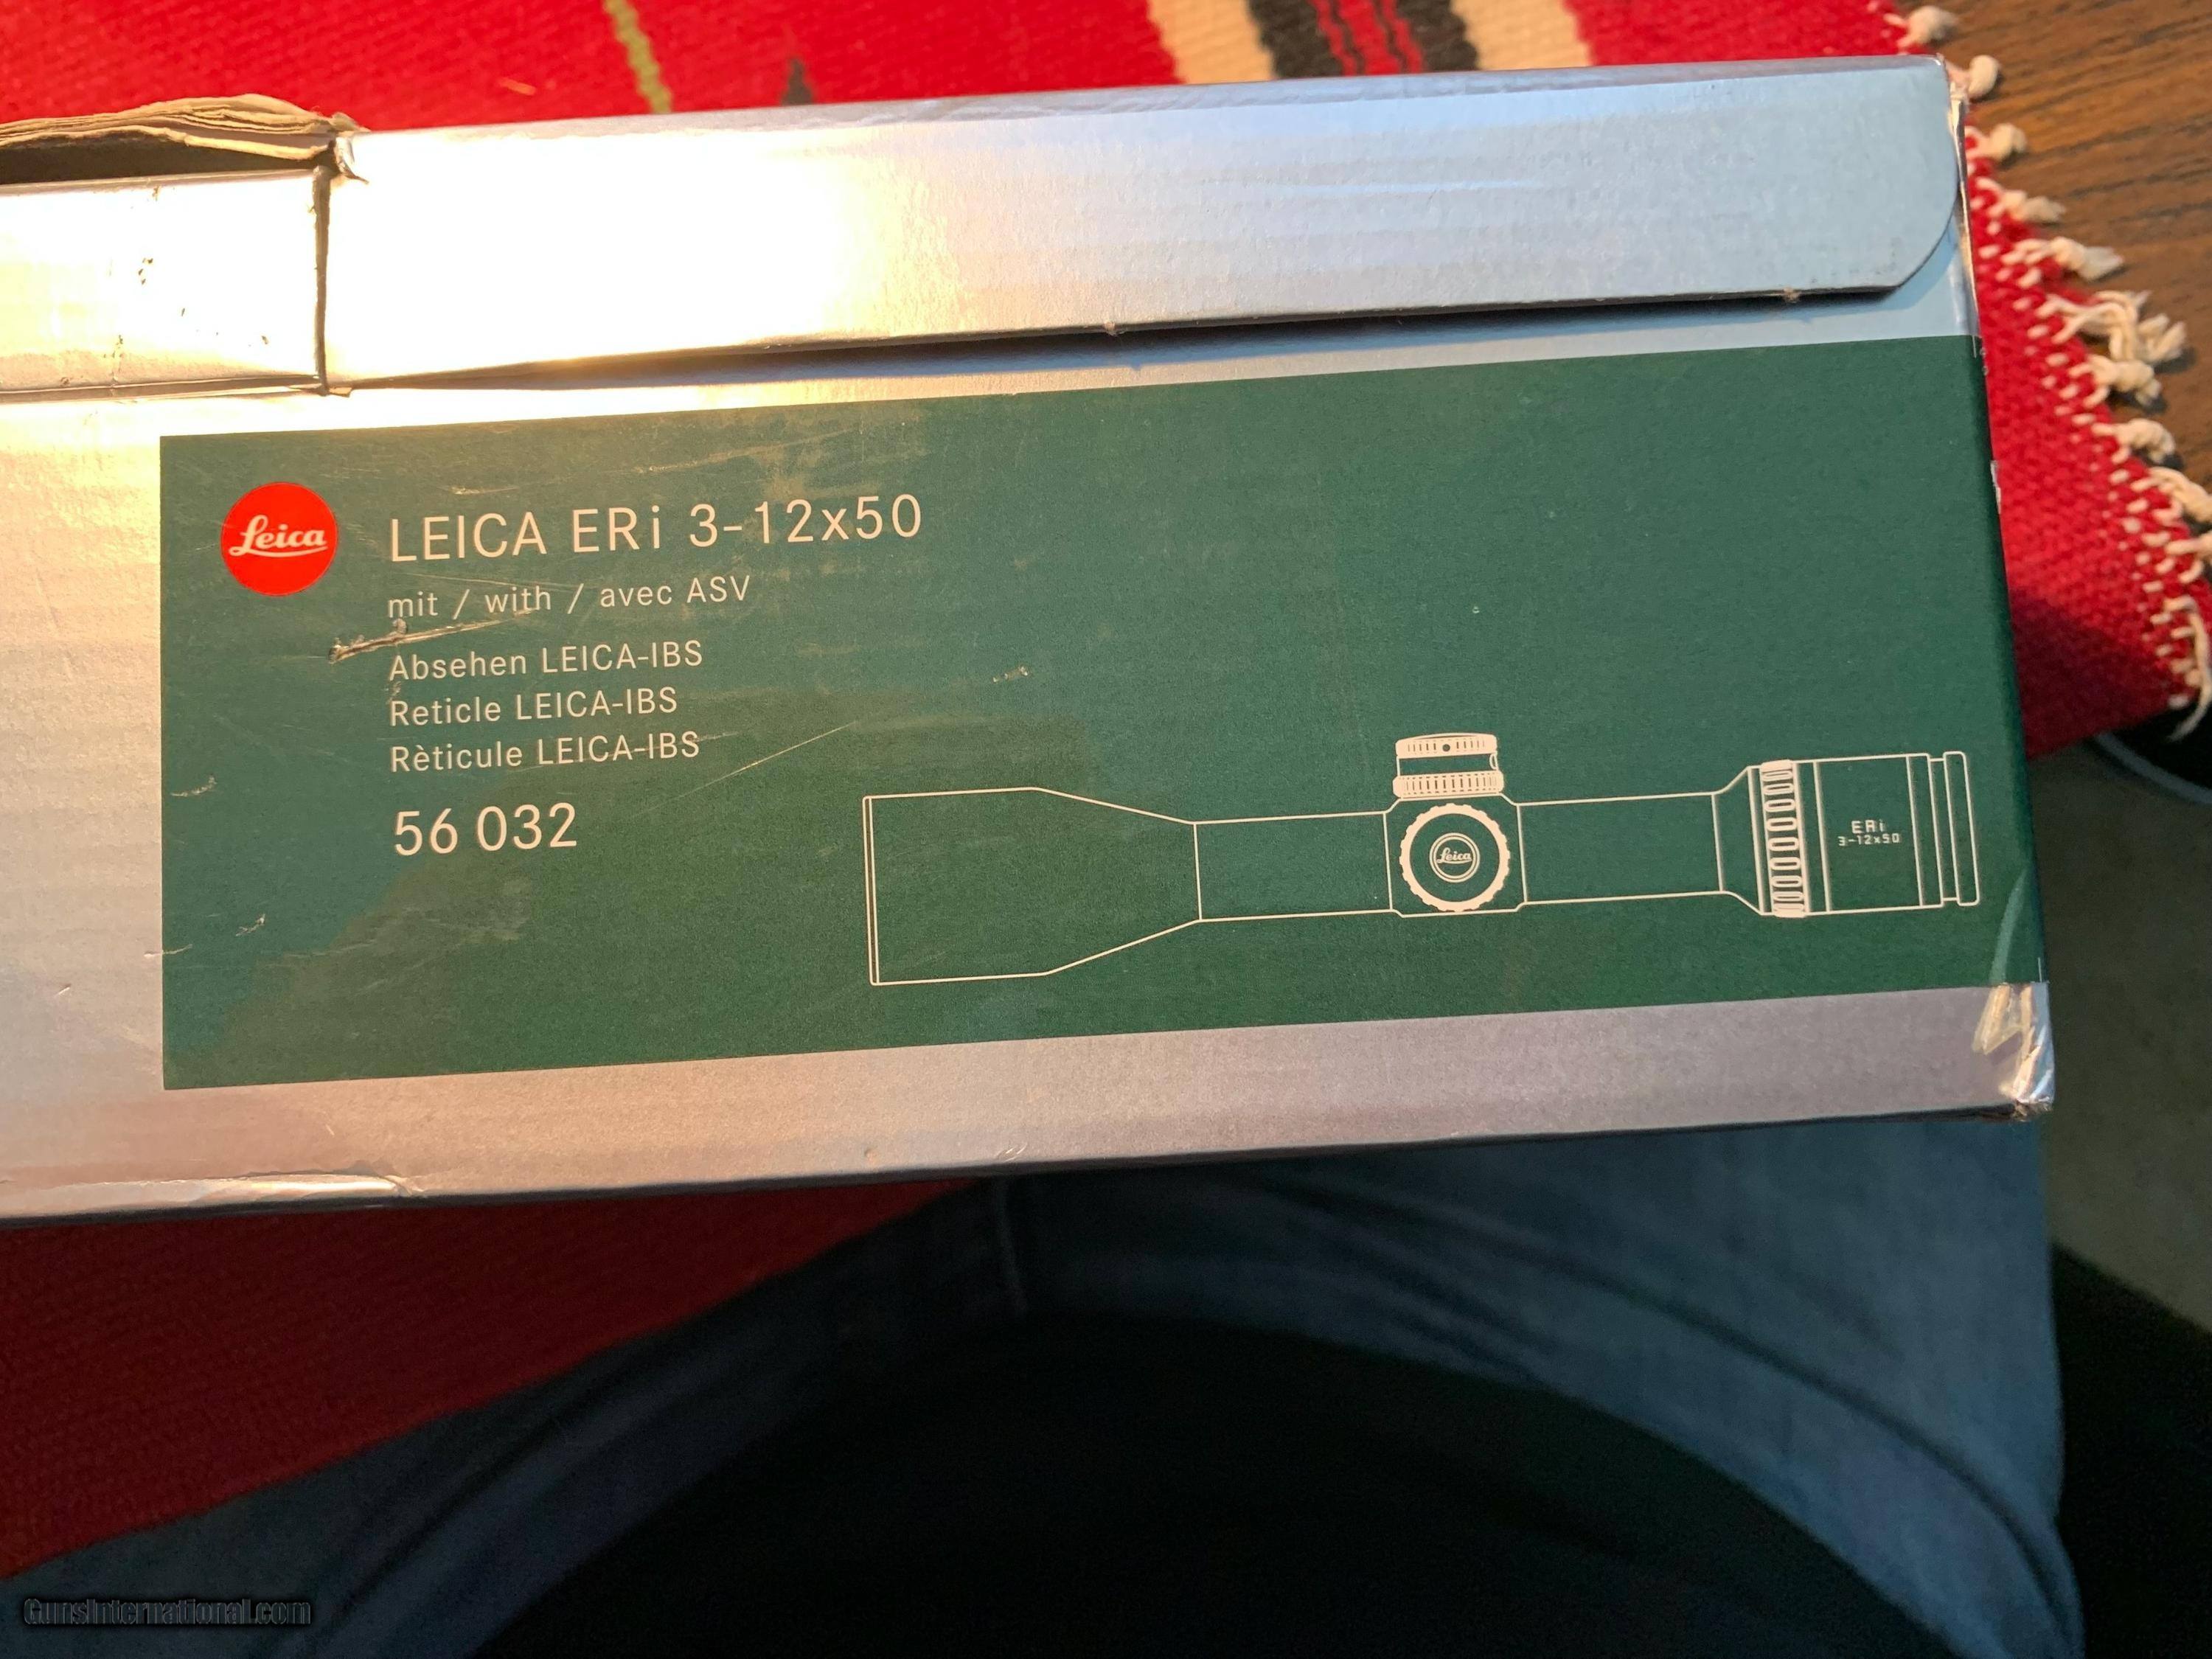 Leica
LEICA ERi 3-12x50
mit / with / avec ASV
Absehen LEICA-IBS
Reticle LEICA-IBS
Rèticule LEICA-IBS
56 032
Leica
ERi
3-12x50
GunsInternational.com